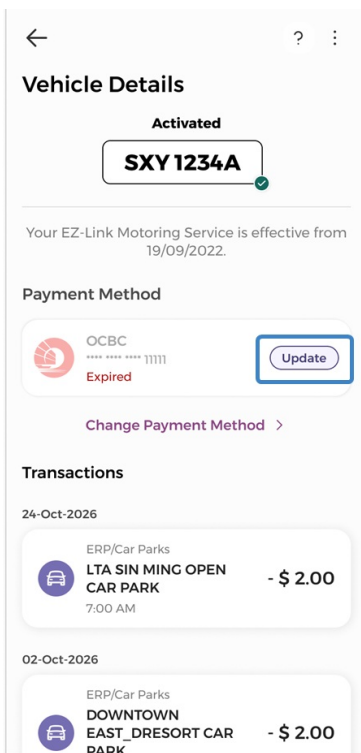 ?
Vehicle Details
Activated
SXY 1234A
Your EZ-Link Motoring Service is effective from
19/09/2022.
Payment Method
OCBC
•••• •••• •••• 11111
Expired
Update
Change Payment Method >
Transactions
24-Oct-2026
ERP/Car Parks
LTA SIN MING OPEN
CAR PARK
- $ 2.00
7:00 AM
02-Oct-2026
ERP/Car Parks
DOWNTOWN
EAST_DRESORT CAR
PARK
- $ 2.00